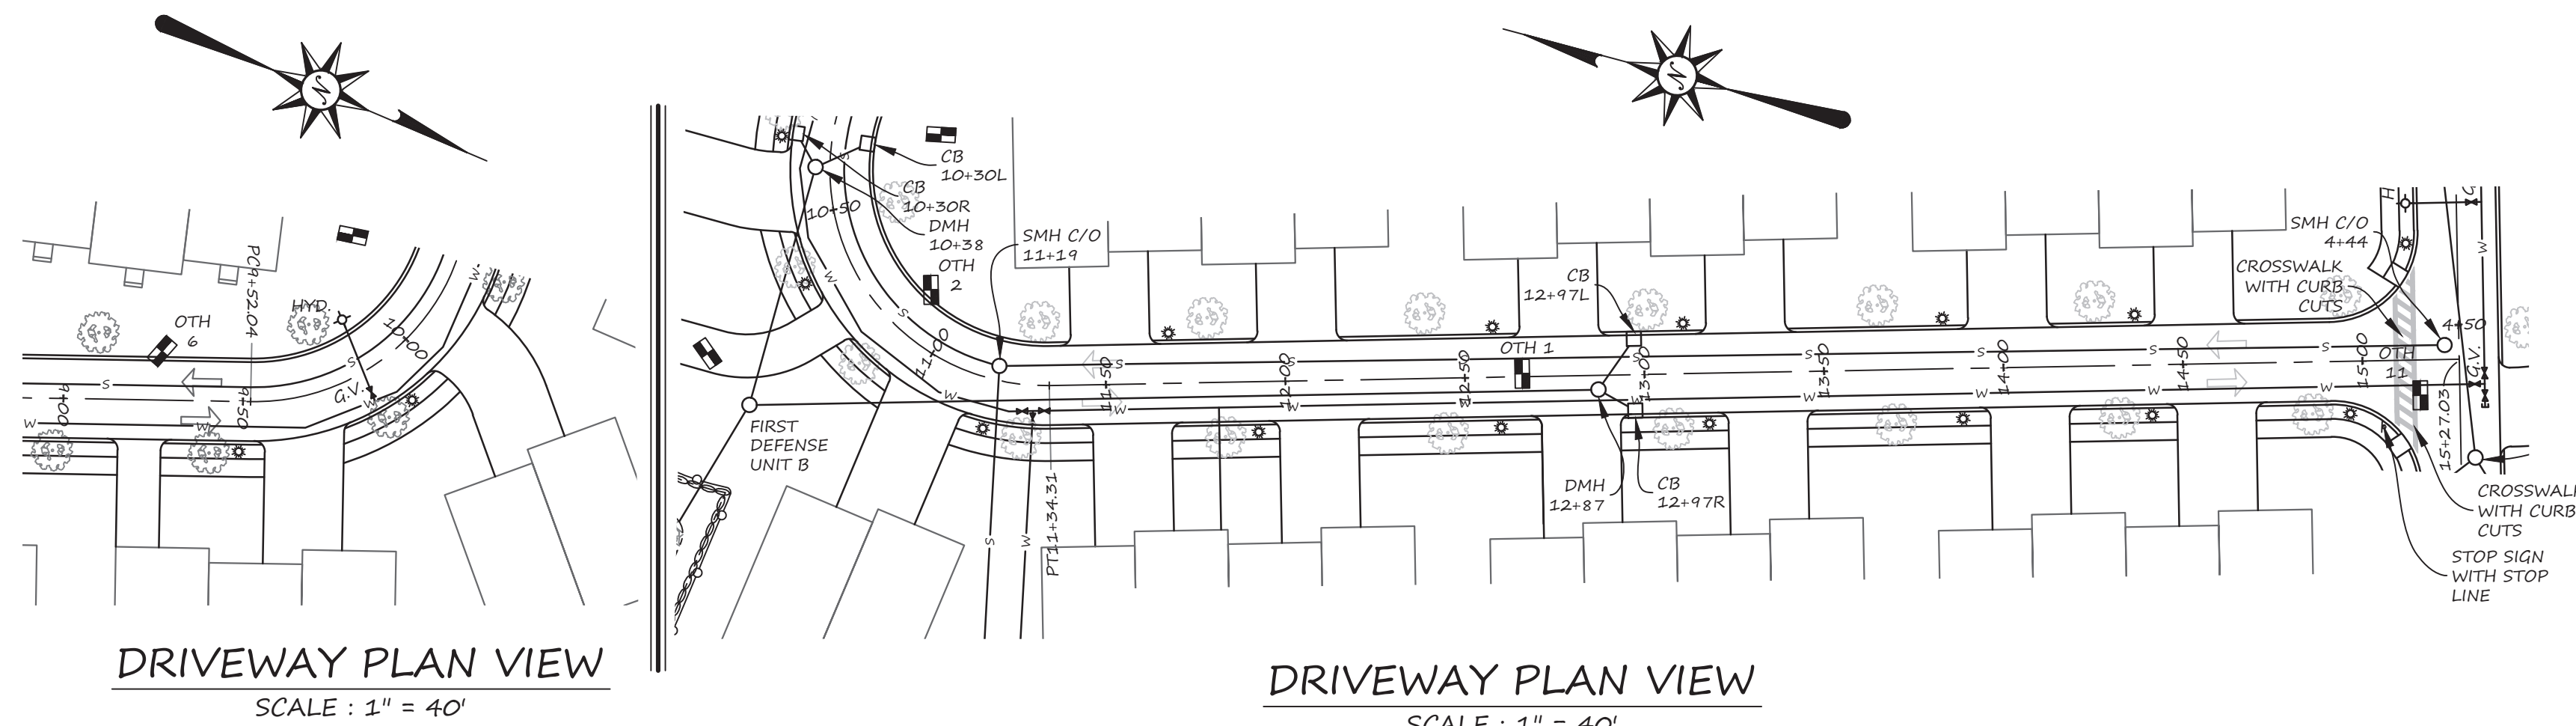 N
PC9+52.04
HYD.
OTH
6
10+00
S
G.V.
W
9+00
9+50
S
W
W
W
DRIVEWAY PLAN VIEW
SCALE : 1" = 40'
N
CB
10+30L
CB
10+30R
DMH
10+38
OTH
2
S
10+50
W
S
11+00
W
SMH C/O
11+19
FIRST
DEFENSE
UNIT B
S
W
PT11+34.31
11+50
S
W
12+00
S
W
12+50
W
OTH 1
CB
12+97L
S
13+00
W
DMH
12+87
CB
12+97R
S
13+50
W
S
14+00
W
S
14+50
W
S
15+00
W
SMH C/O
4+44
CROSSWALK
WITH CURB
CUTS
H
W
4+50
OTH
11
G.V.
15+27.03
CROSSWALK
WITH CURB
CUTS
STOP SIGN
WITH STOP
LINE
DRIVEWAY PLAN VIEW
SCALE : 1" = 40'